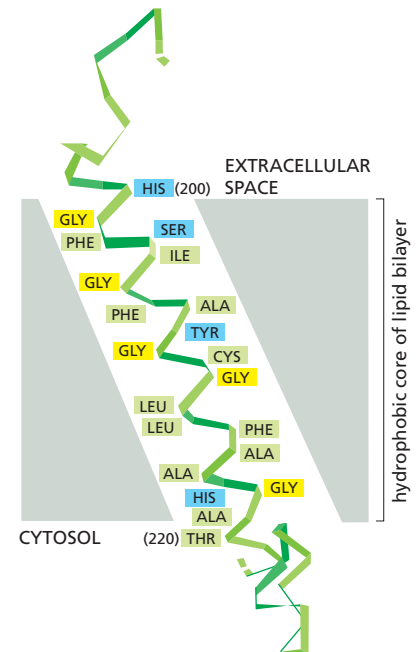 EXTRACELLULAR
SPACE
HIS (200)
GLY
SER
PHE
ILE
GLY
ALA
PHE
TYR
GLY
CYS
GLY
LEU
LEU
PHE
ALA
ALA
GLY
HIS
ALA
CYTOSOL
(220) THR
hydrophobic core of lipid bilayer